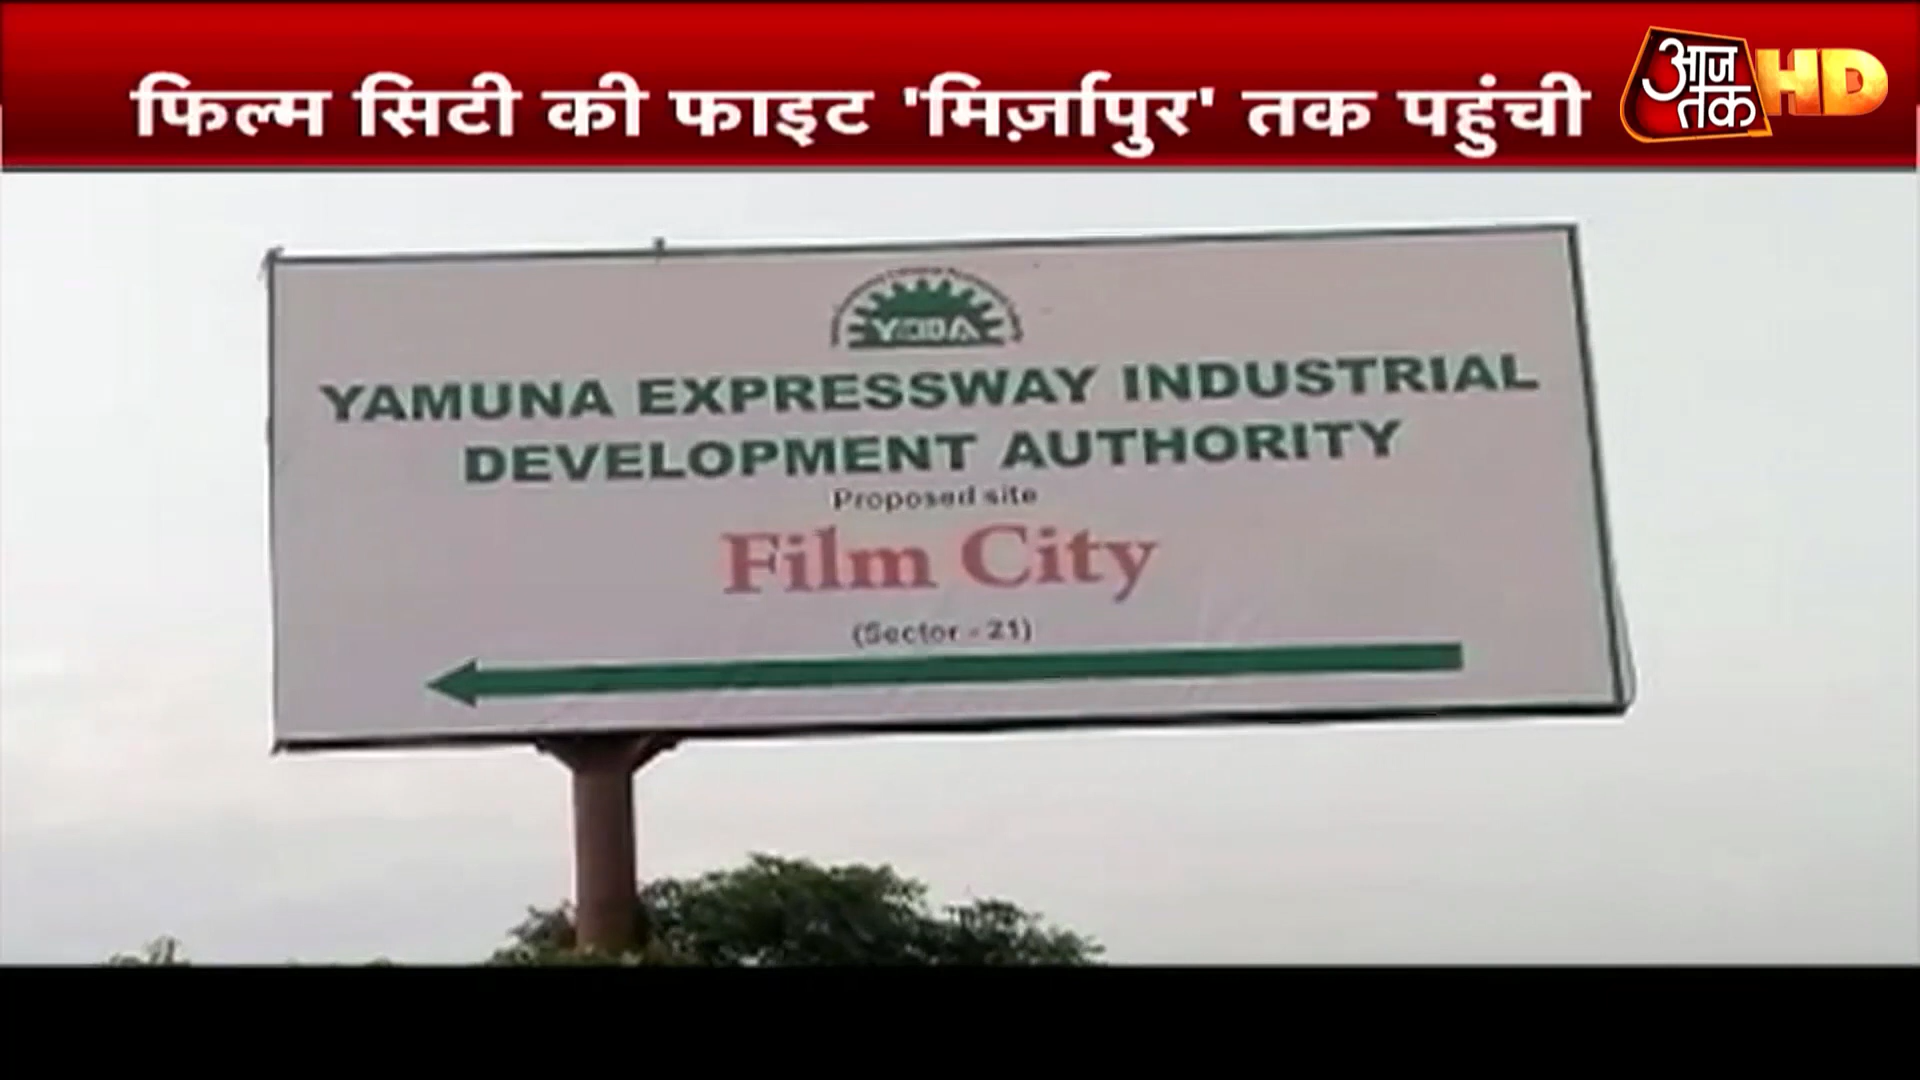 फिल्म सिटी की फाइट 'मिर्ज़ापुर' तक पहुंची
आज
तक
HD
YAMUNA EXPRESSWAY INDUSTRIAL
DEVELOPMENT AUTHORITY
Proposed site
Film City
(Sector - 21)